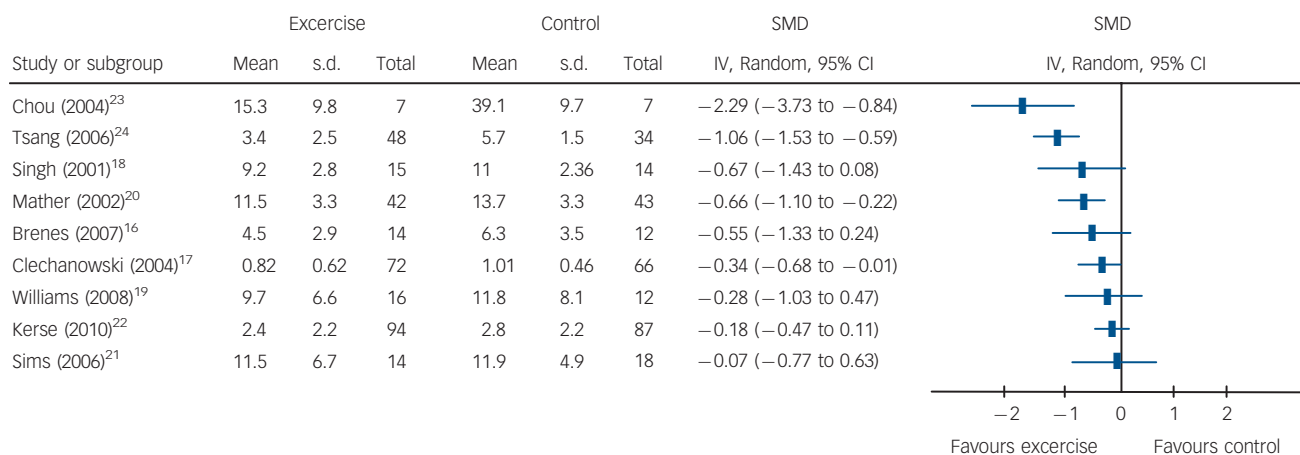 Excercise Control SMD SMD
Study or subgroup Mean s.d. Total Mean s.d. Total IV, Random, 95% CI IV, Random, 95% CI
Chou (2004)23 15.3 9.8 7 39.1 9.7 7 −2.29 (−3.73 to −0.84)
Tsang (2006)24 3.4 2.5 48 5.7 1.5 34 −1.06 (−1.53 to −0.59)
Singh (2001)18 9.2 2.8 15 11 2.36 14 −0.67 (−1.43 to 0.08)
Mather (2002)20 11.5 3.3 42 13.7 3.3 43 −0.66 (−1.10 to −0.22)
Brenes (2007)16 4.5 2.9 14 6.3 3.5 12 −0.55 (−1.33 to 0.24)
Clechanowski (2004)17 0.82 0.62 72 1.01 0.46 66 −0.34 (−0.68 to −0.01)
Williams (2008)19 9.7 6.6 16 11.8 8.1 12 −0.28 (−1.03 to 0.47)
Kerse (2010)22 2.4 2.2 94 2.8 2.2 87 −0.18 (−0.47 to 0.11)
Sims (2006)21 11.5 6.7 14 11.9 4.9 18 −0.07 (−0.77 to 0.63)
−2 −1 0 1 2
Favours excercise Favours control